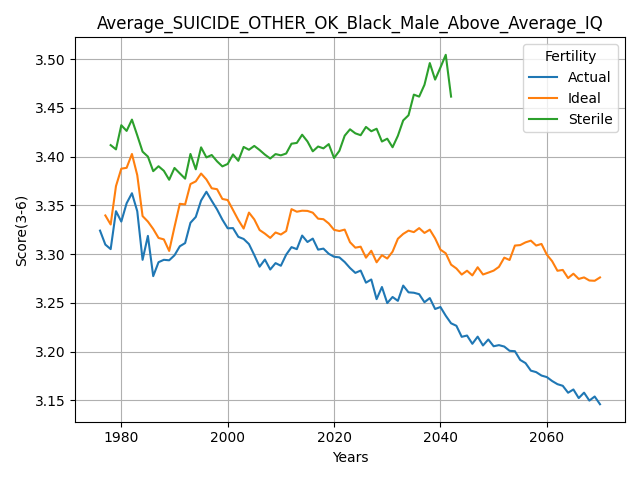 Average_SUICIDE_OTHER_OK_Black_Male_Above_Average_IQ
Fertility
Actual
Ideal
Sterile
Score(3-6)
3.50
3.45
3.40
3.35
3.30
3.25
3.20
3.15
1980
2000
2020
2040
2060
Years